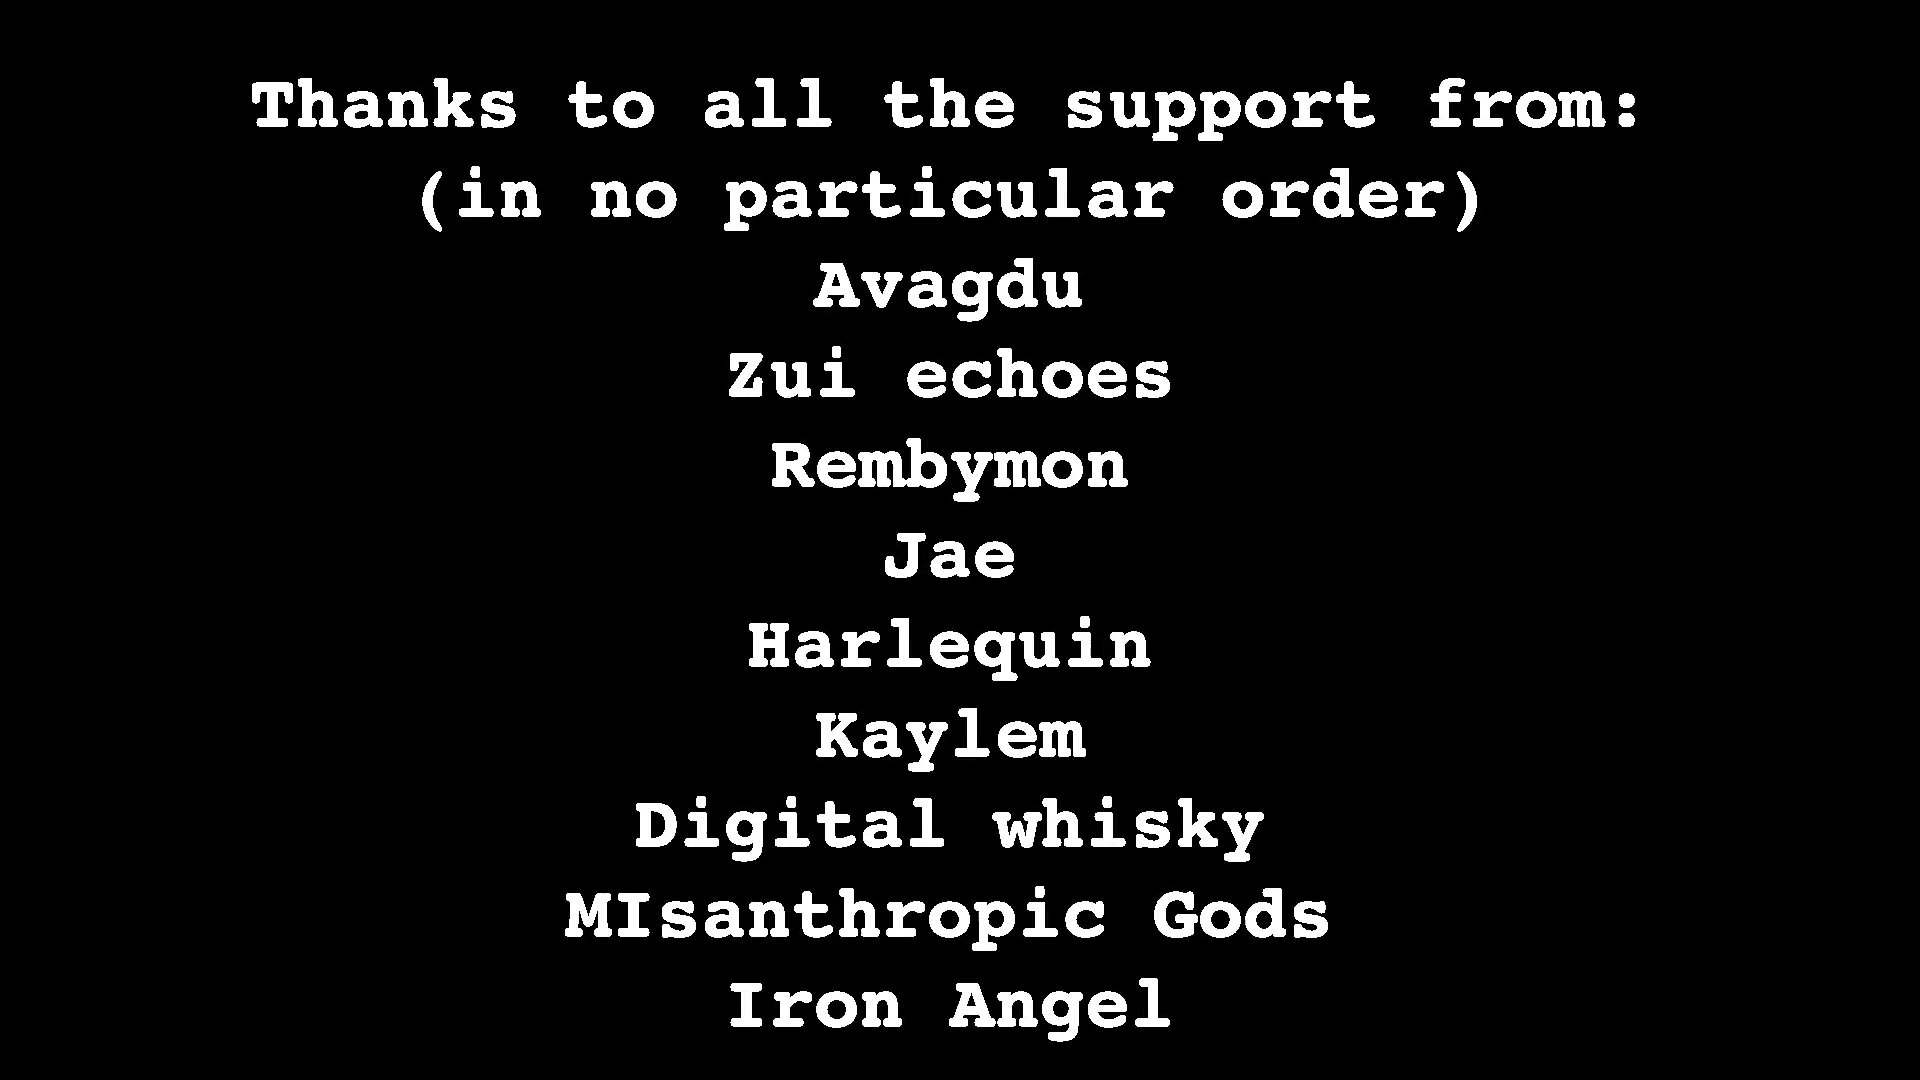 Thanks to all the support from:
(in no particular order)
Avagdu
Zui echoes
Rembymon
Jae
Harlequin
Kaylem
Digital whisky
MIsanthropic Gods
Iron Angel